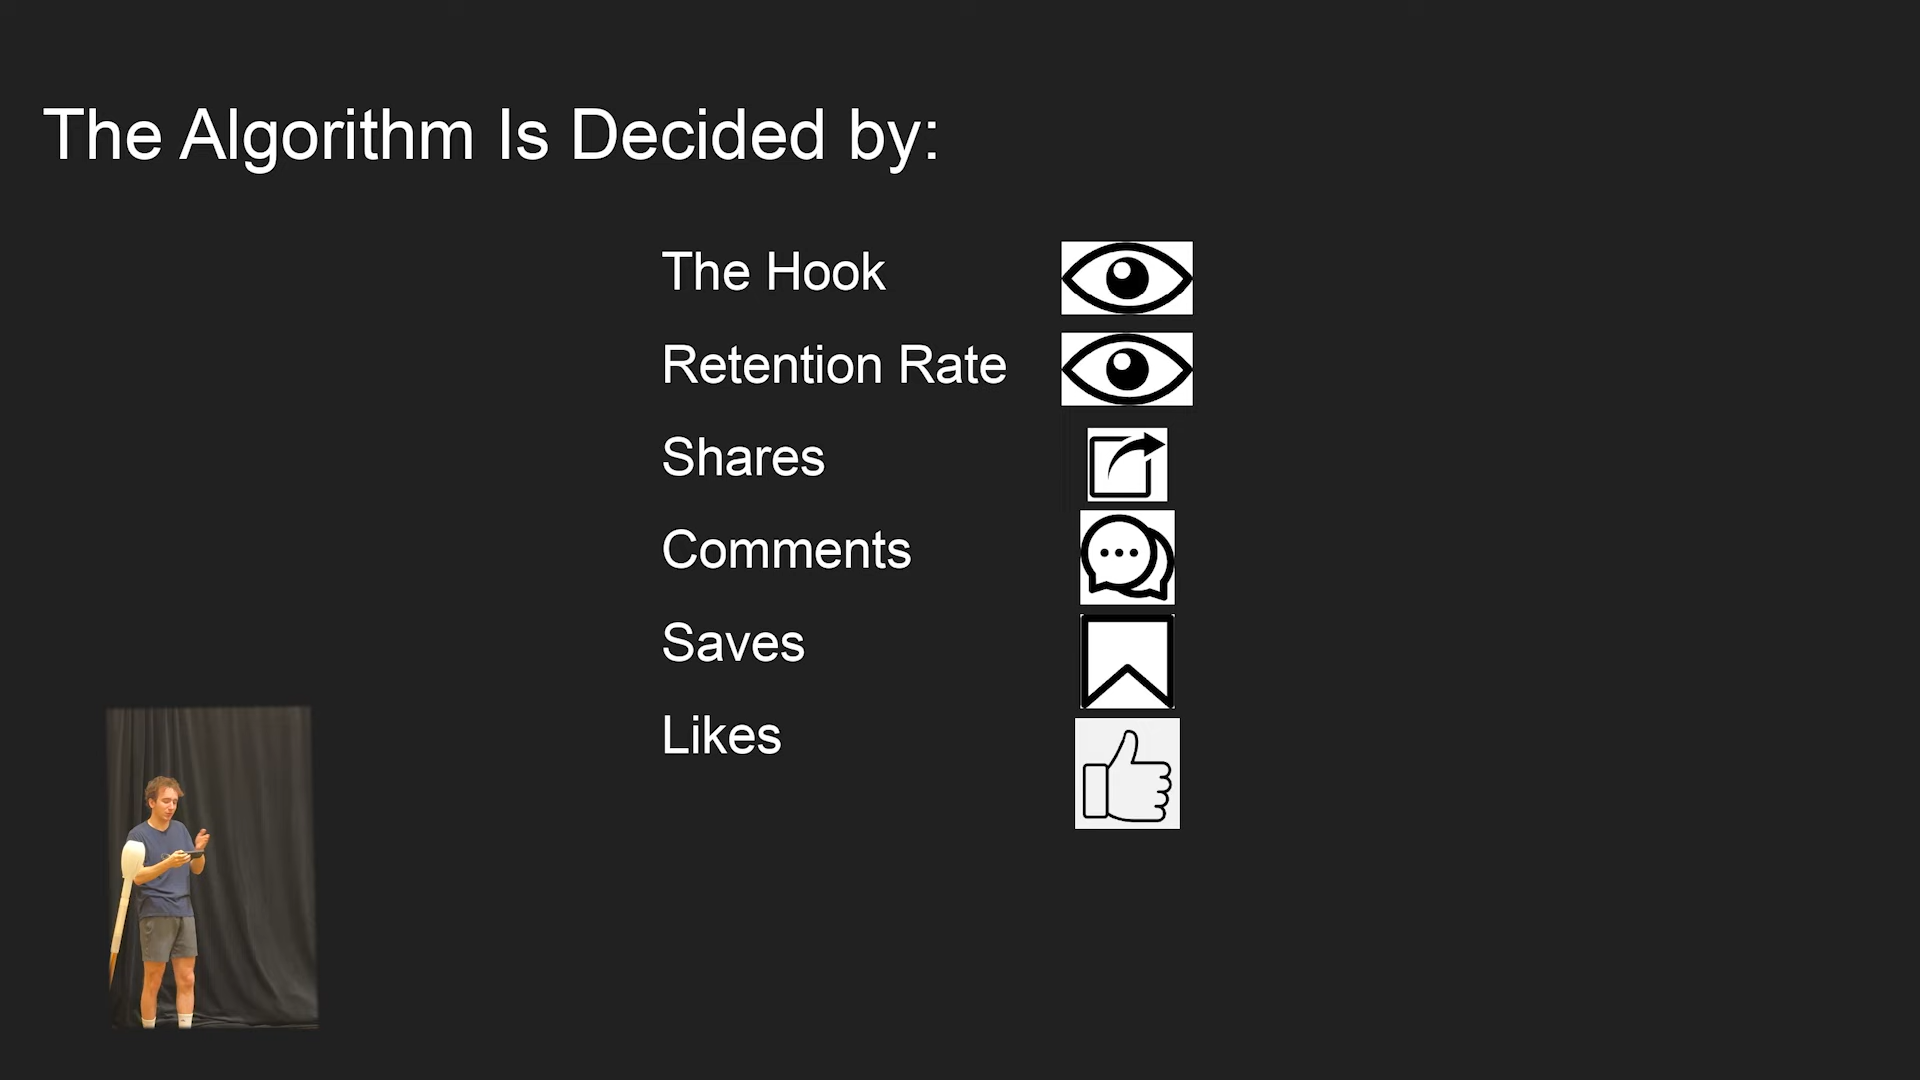 The Algorithm Is Decided by:
The Hook
Retention Rate
Shares
Comments
Saves
Likes